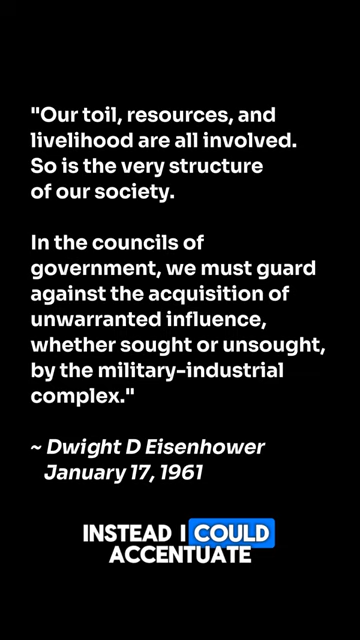 "Our toil, resources, and
livelihood are all involved.
So is the very structure
of our society.
In the councils of
government, we must guard
against the acquisition of
unwarranted influence,
whether sought or unsought,
by the military-industrial
complex."
~ Dwight D Eisenhower
January 17, 1961
INSTEAD I COULD
ACCENTUATE